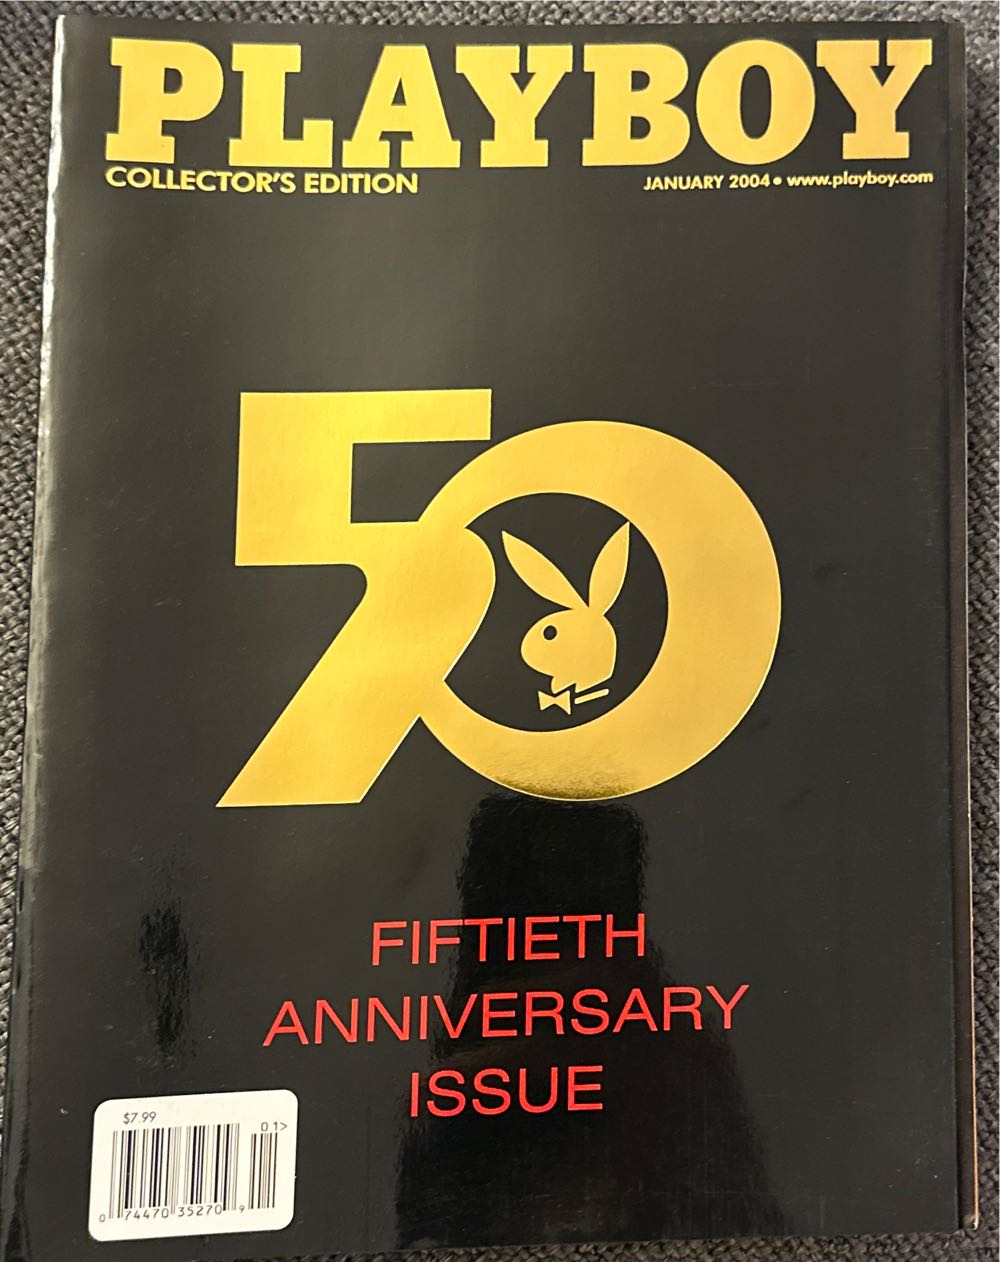 PLAYBOY
COLLECTOR'S EDITION
JANUARY 2004 • www.playboy.com
50
FIFTIETH
ANNIVERSARY
ISSUE
$7.99
01>
0 74470 35270 9